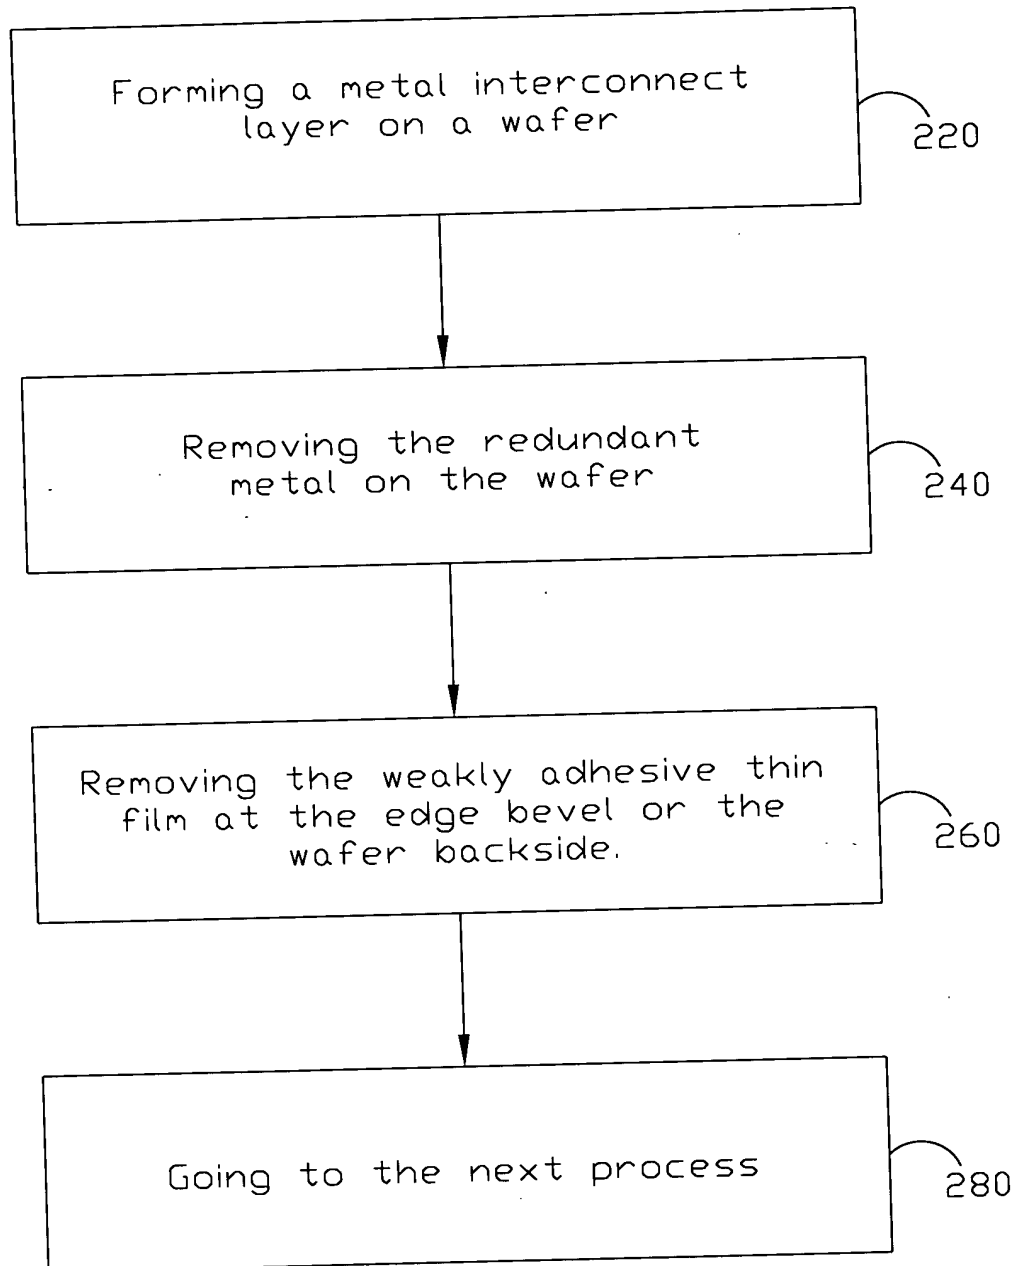 Forming a metal interconnect
layer on a wafer
220
Removing the redundant
metal on the wafer
240
Removing the weakly adhesive thin
film at the edge bevel or the
wafer backside.
260
Going to the next process
280